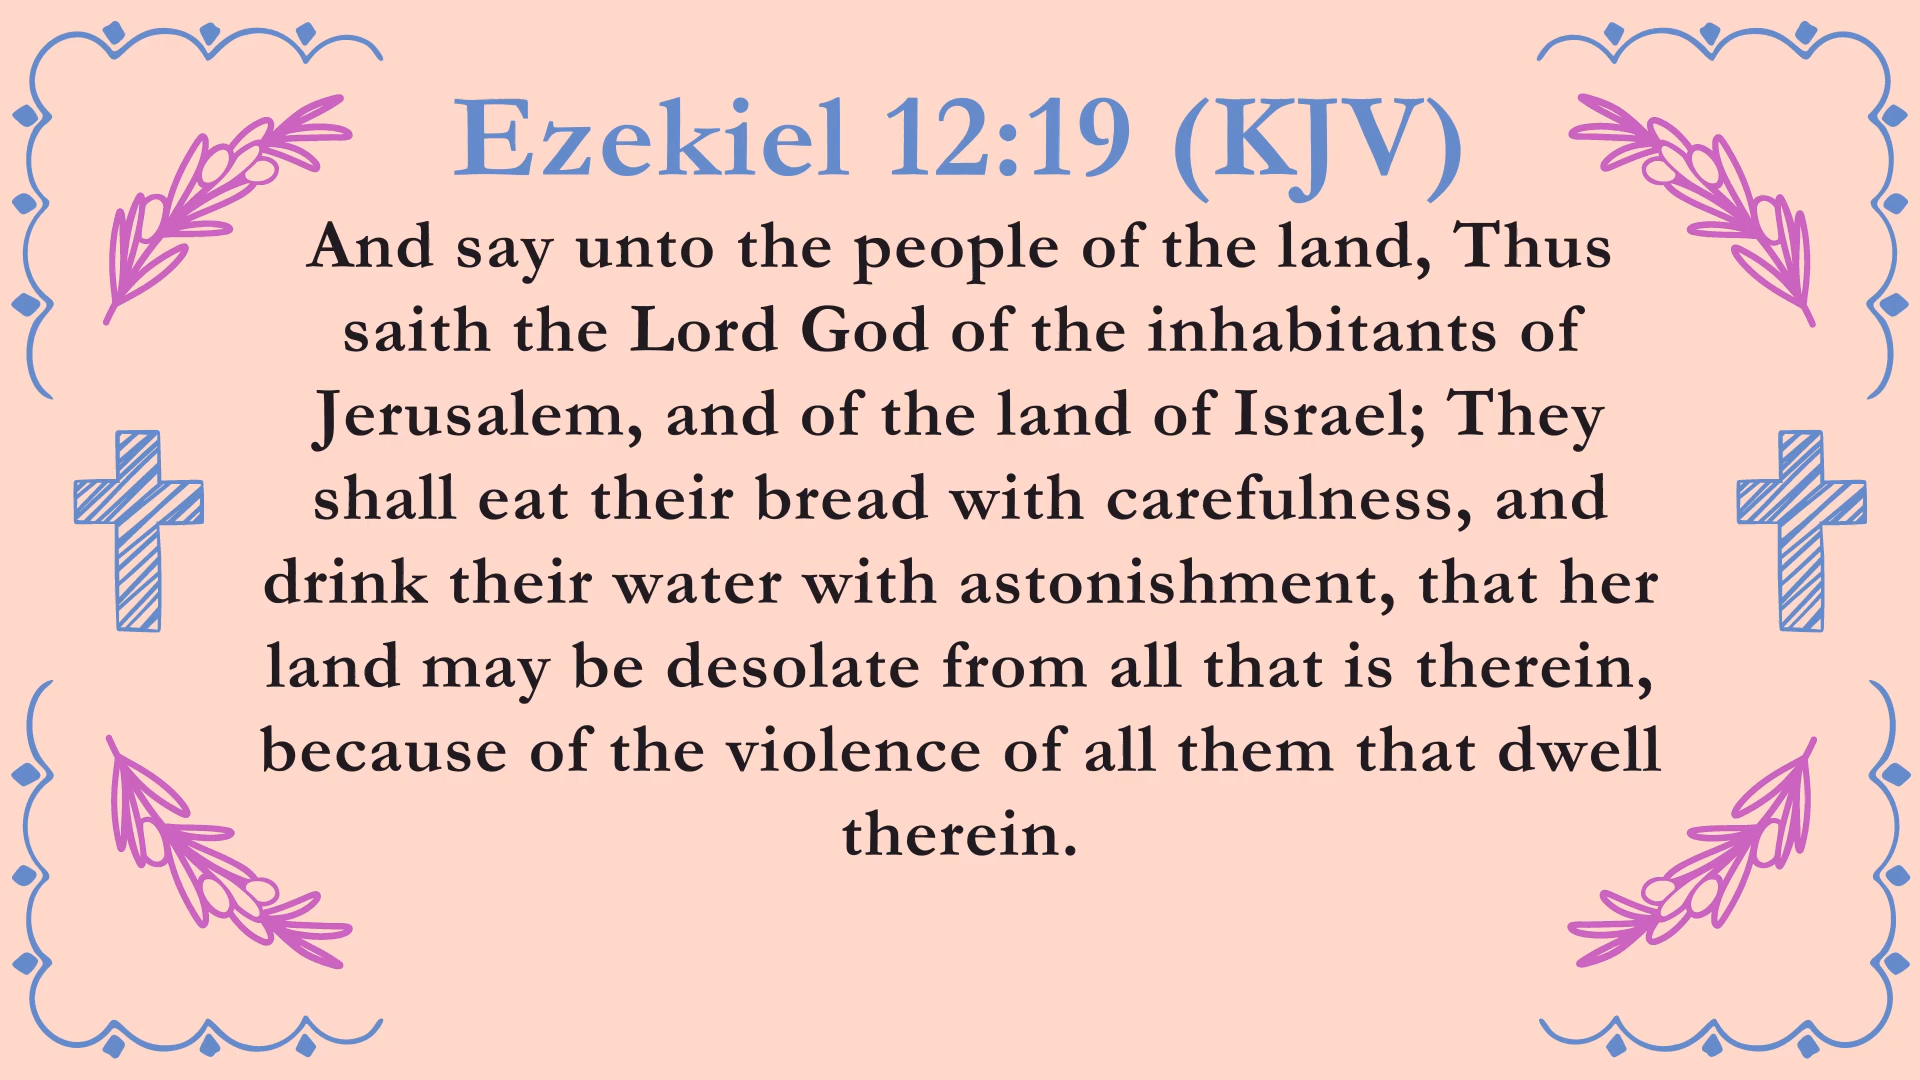 Ezekiel 12:19 (KJV)
And say unto the people of the land, Thus
saith the Lord God of the inhabitants of
Jerusalem, and of the land of Israel; They
shall eat their bread with carefulness, and
drink their water with astonishment, that her
land may be desolate from all that is therein,
because of the violence of all them that dwell
therein.